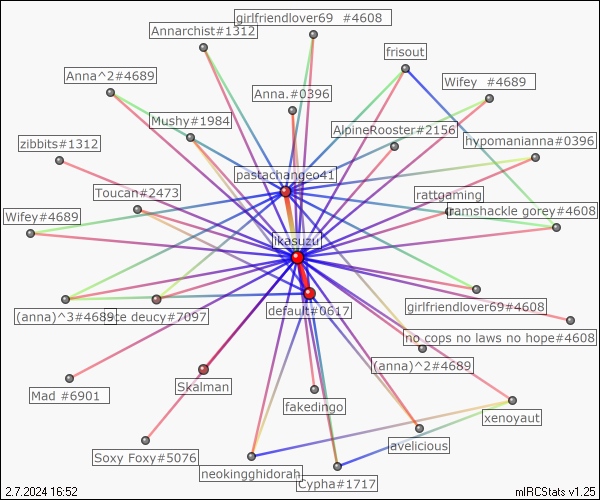 girlfriendlover69  #4608
Annarchist#1312
frisout
Anna^2#4689
Wifey  #4689
Anna.#0396
Mushy#1984
AlpineRooster#2156
zibbits#1312
hypomanianna#0396
pastachangeo41
Toucan#2473
rattgaming
Wifey#4689
ramshackle gorey#4608
ikasuzu
girlfriendlover69#4608
default#0617
(anna)^3#4689
deucy#7097
no cops no laws no hope#4608
(anna)^2#4689
Skalman
Mad #6901
fakedingo
xenoyaut
avelicious
Soxy Foxy#5076
neokingghidorah
Cypha#1717
2.7.2024 16:52
mIRCStats v1.25